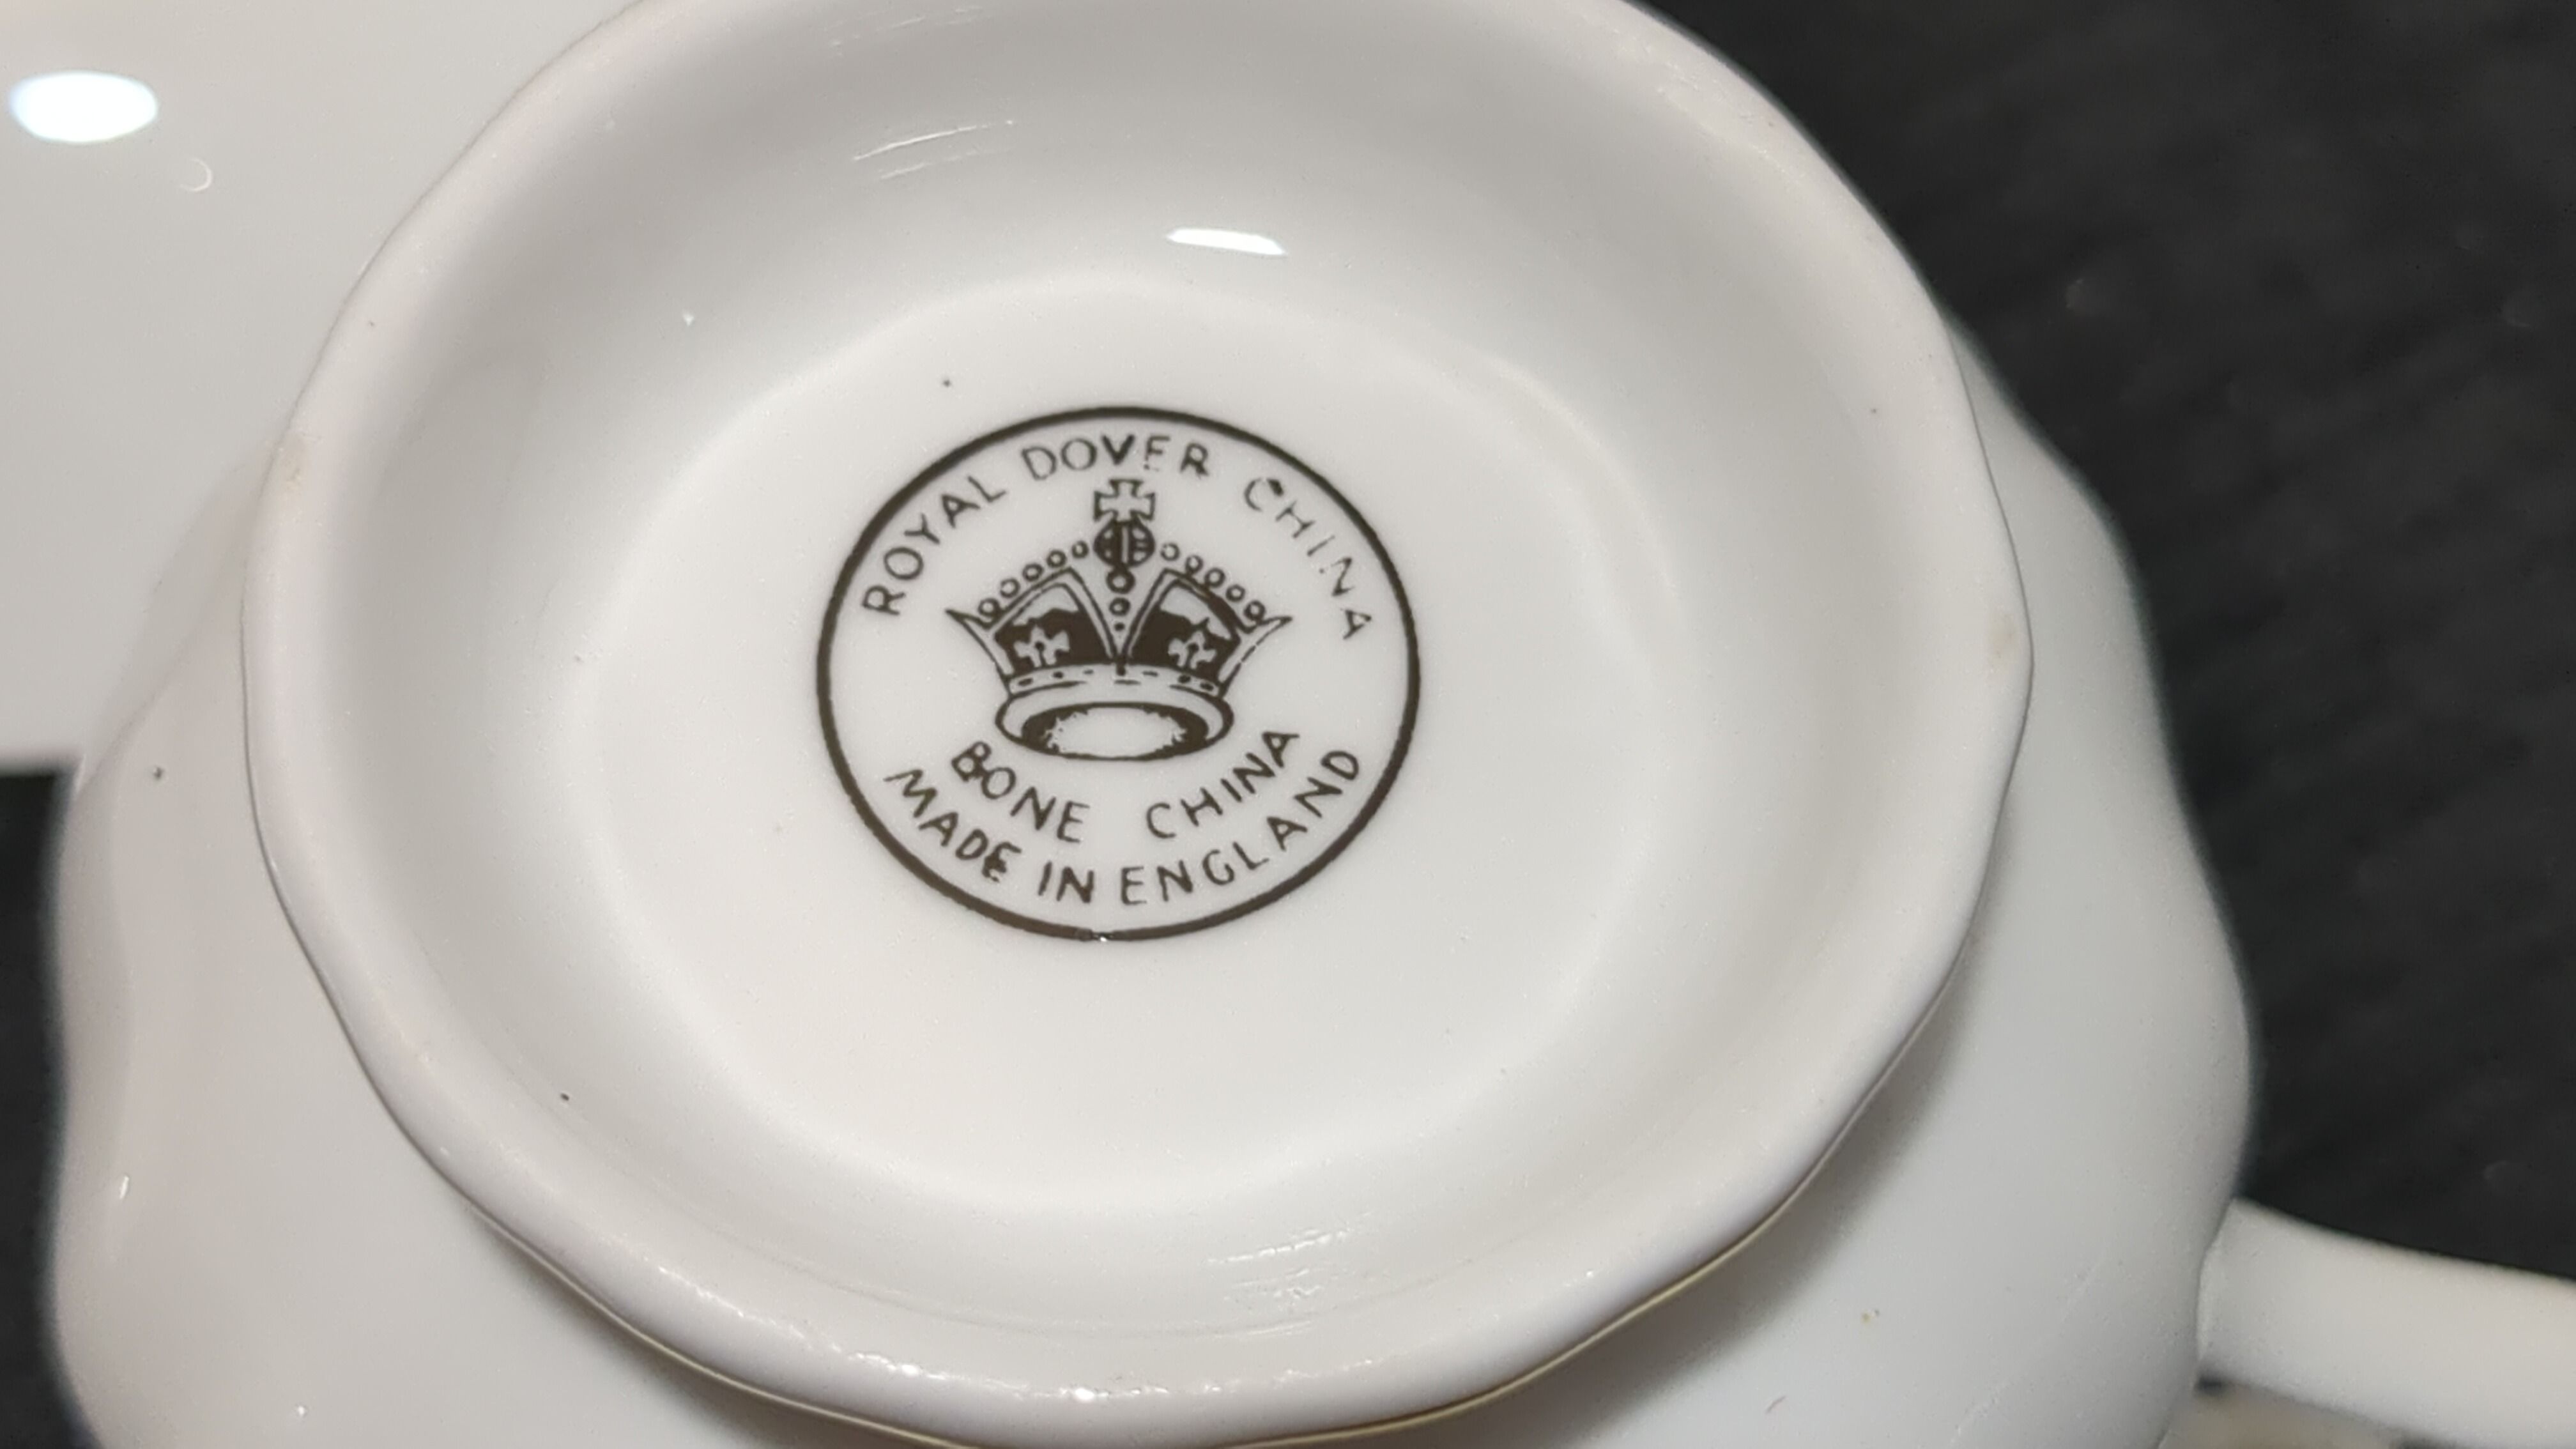 ROYAL DOVER CHINA
BONE CHINA
MADE IN ENGLAND